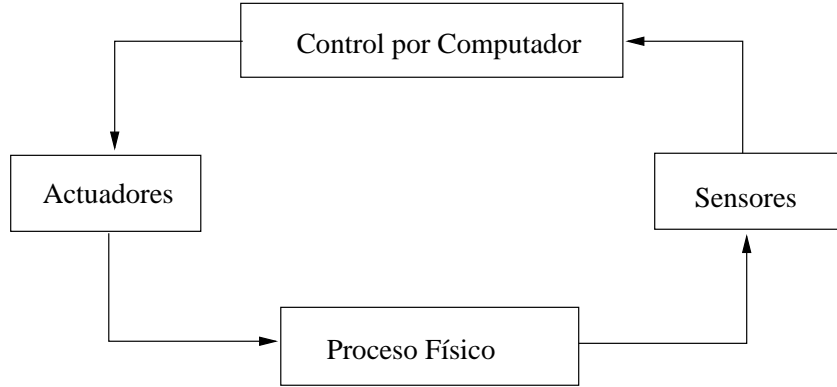 Control por Computador
Actuadores
Sensores
Proceso Físico